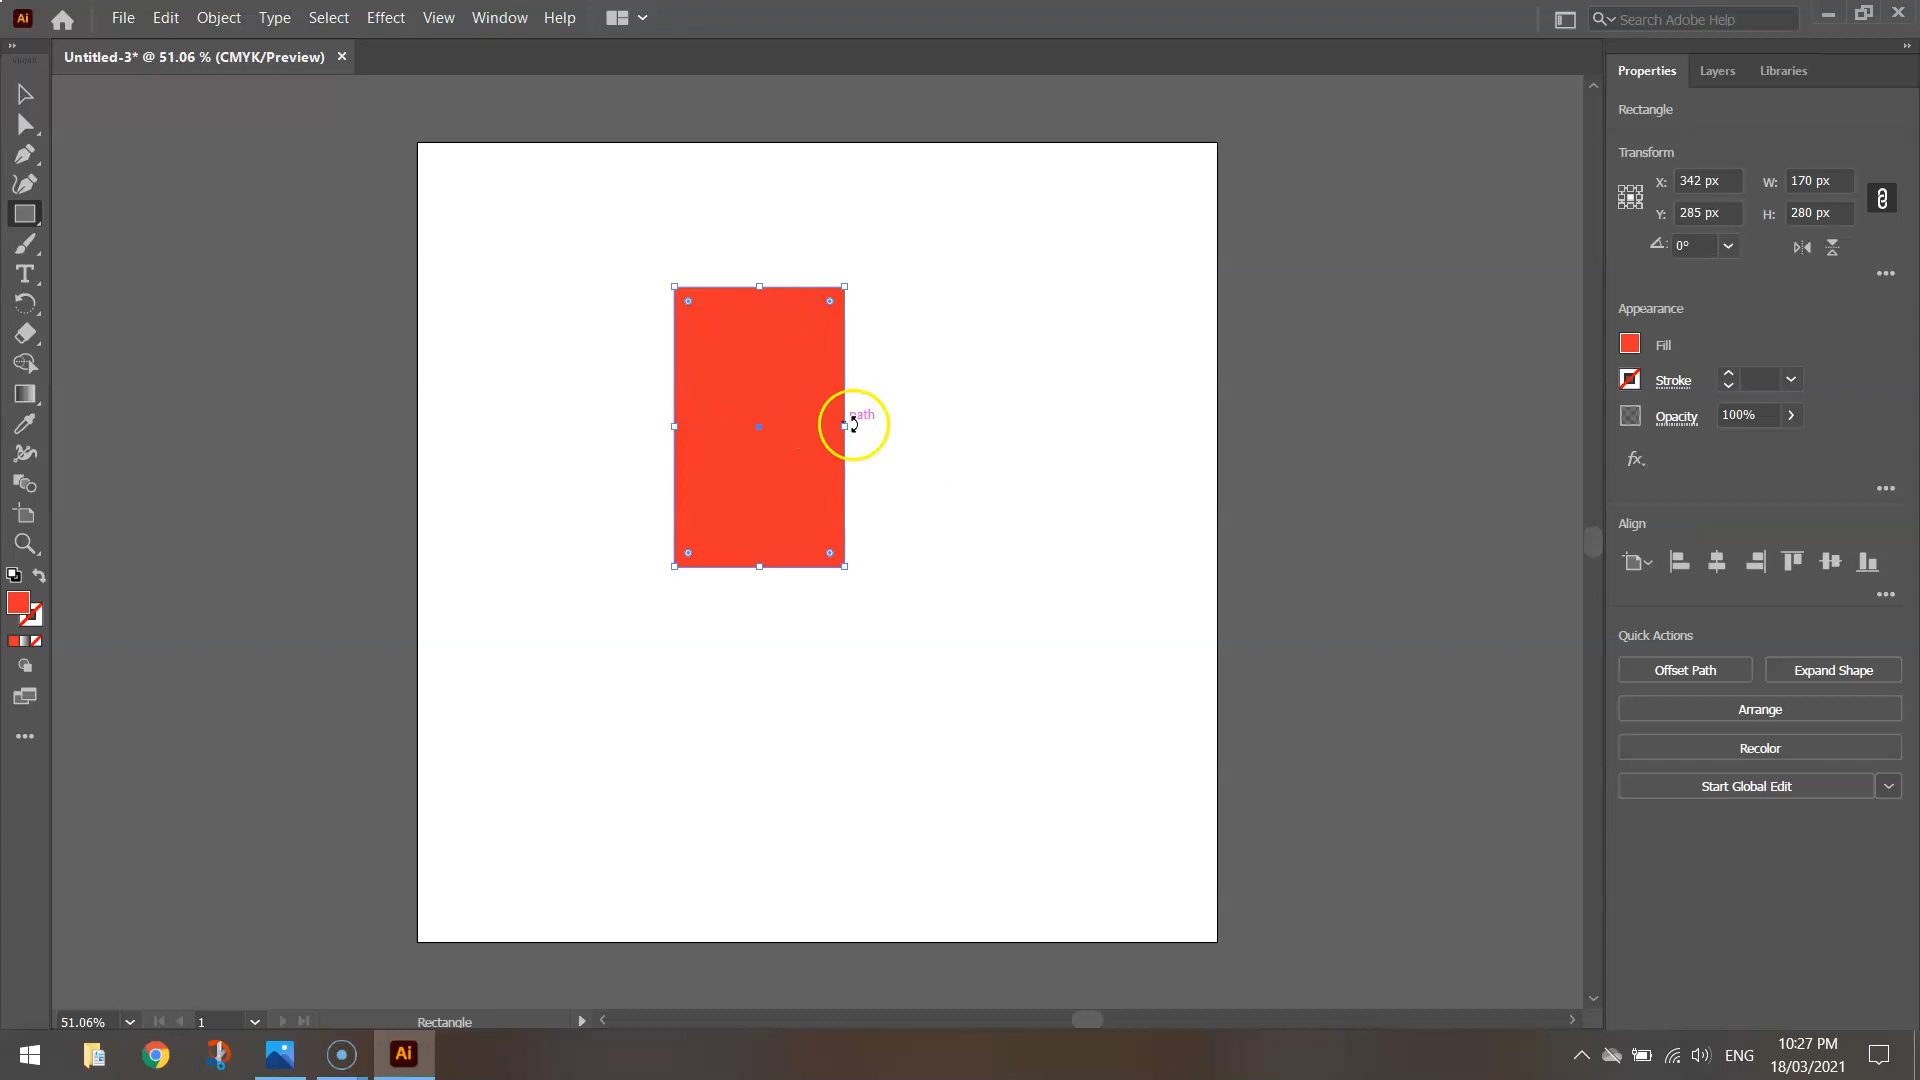 Ai File Edit Object Type Select Effect View Window Help Search Adobe Help
Untitled-3* @ 51.06 % (CMYK/Preview)
Properties Layers Libraries
Rectangle
Transform
X: 342 px W: 170 px
Y: 285 px H: 280 px
0°
Appearance
Fill
Stroke
Opacity 100%
path
fx.
Align
Quick Actions
Offset Path Expand Shape
Arrange
Recolor
Start Global Edit
51.06% 1 Rectangle
Ai ENG 10:27 PM
18/03/2021